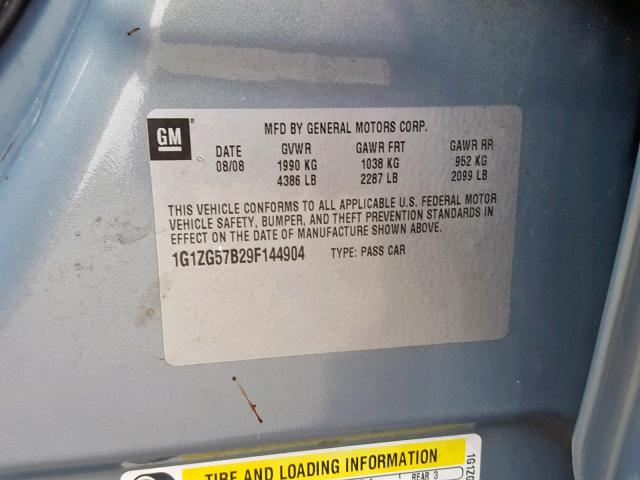 GM
MFD BY GENERAL MOTORS CORP.
DATE GVWR GAWR FRT GAWR RR
08/08 1990 KG 1038 KG 952 KG
4386 LB 2287 LB 2099 LB
THIS VEHICLE CONFORMS TO ALL APPLICABLE U.S. FEDERAL MOTOR
VEHICLE SAFETY, BUMPER, AND THEFT PREVENTION STANDARDS IN
EFFECT ON THE DATE OF MANUFACTURE SHOWN ABOVE.
1G1ZG57B29F144904 TYPE: PASS CAR
TIRE AND LOADING INFORMATION
REAR 3
1G1ZG